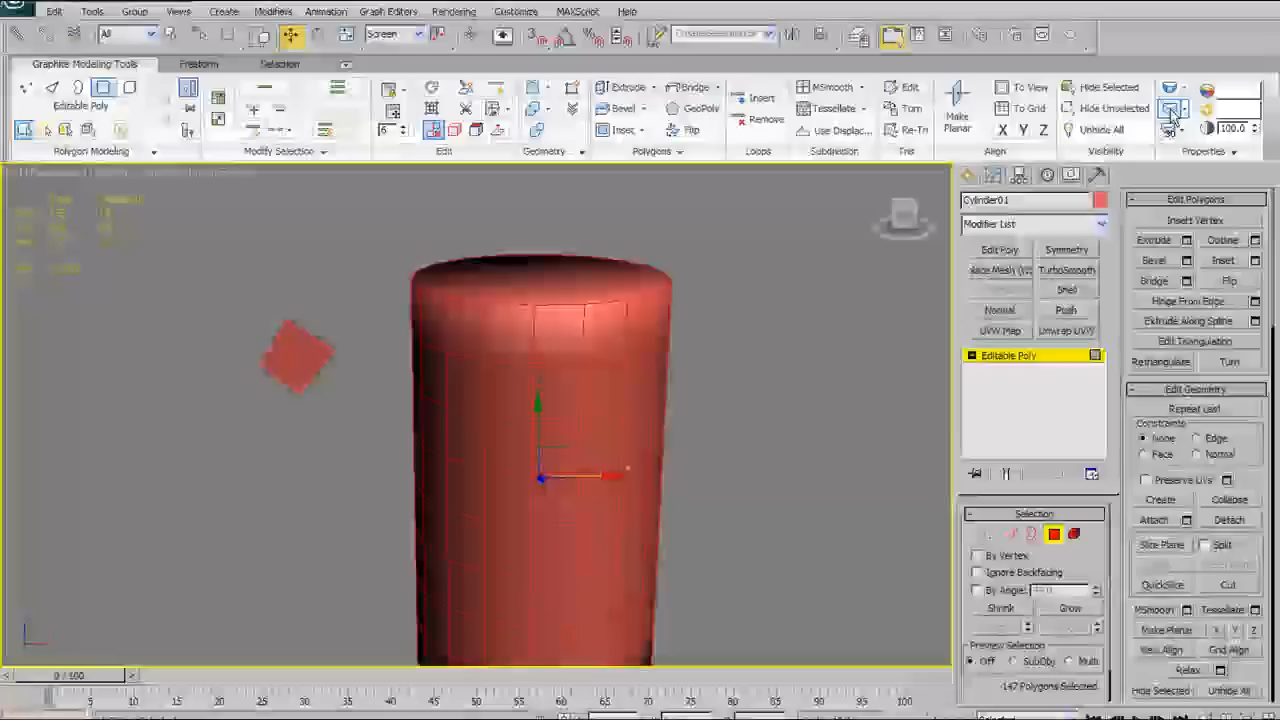 Edit Tools Group Views Create Modifiers Animation Graph Editors Rendering Customize MAXScript Help
All Screen
Graphite Modeling Tools Freeform Selection
Extrude Bridge MSmooth Edit To View Hide Selected
Editable Poly Bevel GeoPoly Insert Tessellate Turn Make Planar To Grid Hide Unselected
6 Inset Flip Remove Use Displac... Re-Tri X Y Z Unhide All 100.0
Polygon Modeling Modify Selection Edit Geometry Polygons Loops Subdivision Tris Align Visibility Properties
Cylinder01
Modifier List
Edit Poly Symmetry
TurboSmooth
Shell
Normal Push
UVW Map Unwrap UVW
Editable Poly
Selection
By Vertex
Ignore Backfacing
By Angle:
Shrink Grow
Preview Selection
Off SubObj Multi
147 Polygons Selected
Edit Polygons
Insert Vertex
Extrude Outline
Bevel Inset
Bridge Flip
Hinge From Edge
Extrude Along Spline
Edit Triangulation
Retriangulate Turn
Edit Geometry
Repeat Last
Constraints
None Edge
Face Normal
Preserve UVs
Create Collapse
Attach Detach
Slice Plane Split
QuickSlice Cut
MSmooth Tessellate
Make Planar X Y Z
View Align Grid Align
Relax
Hide Selected Unhide All
0 / 100
5 10 15 20 25 30 35 40 45 50 55 60 65 70 75 80 85 90 95 100
Selected